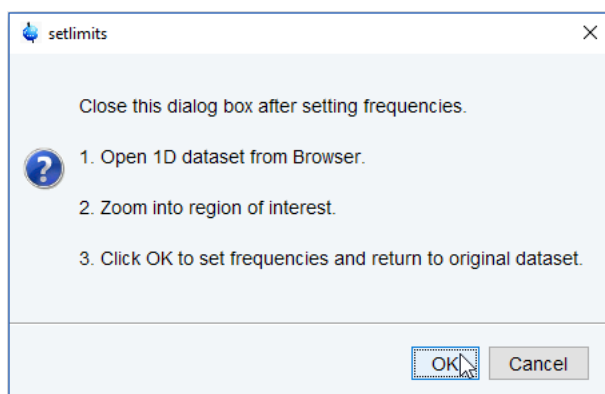 setlimits
Close this dialog box after setting frequencies.
1. Open 1D dataset from Browser.
2. Zoom into region of interest.
3. Click OK to set frequencies and return to original dataset.
OK
Cancel